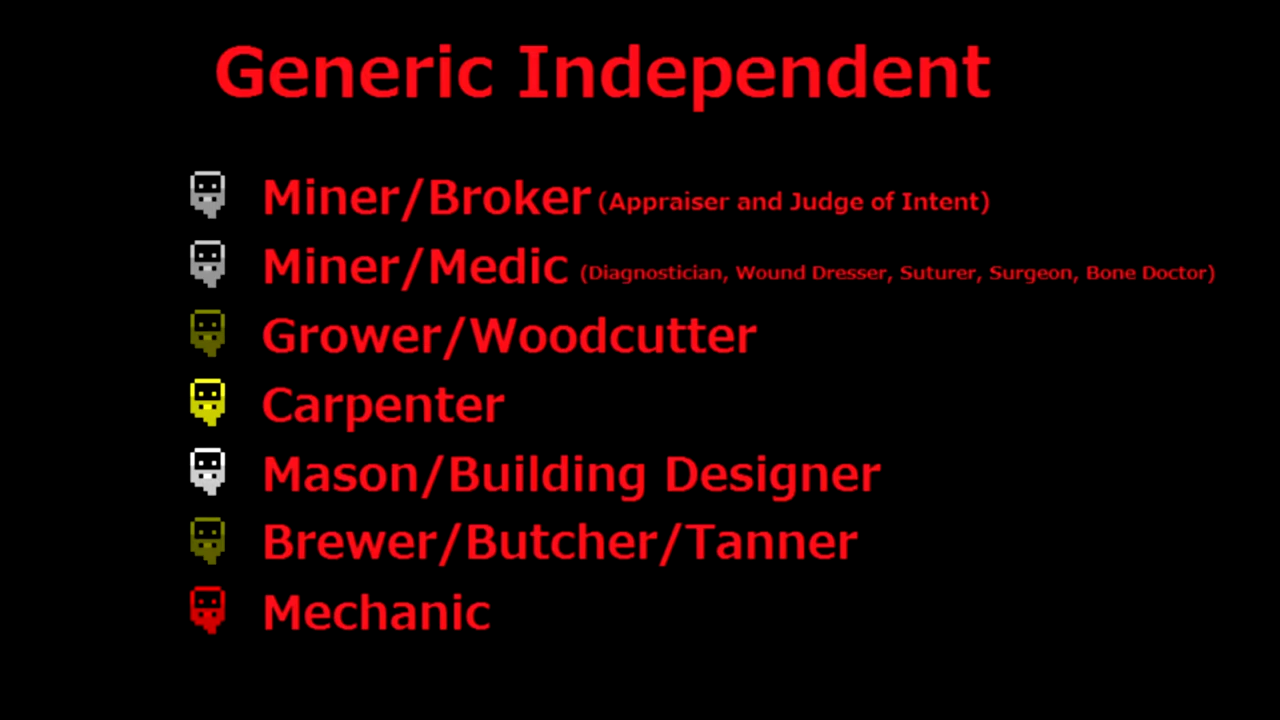 Generic Independent
Miner/Broker (Appraiser and Judge of Intent)
Miner/Medic (Diagnostician, Wound Dresser, Suturer, Surgeon, Bone Doctor)
Grower/Woodcutter
Carpenter
Mason/Building Designer
Brewer/Butcher/Tanner
Mechanic